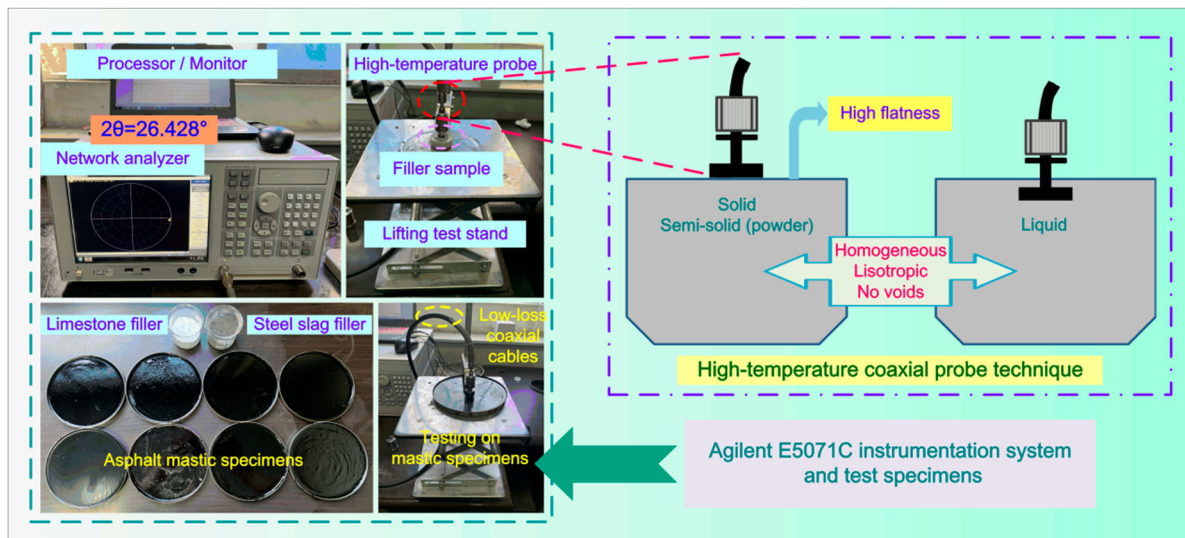 Processor / Monitor
2θ=26.428°
Network analyzer
High-temperature probe
Filler sample
Lifting test stand
Limestone filler
Steel slag filler
Asphalt mastic specimens
Low-loss
coaxial
cables
Testing on
mastic specimens
High flatness
Solid
Semi-solid (powder)
Liquid
Homogeneous
Lisotropic
No voids
High-temperature coaxial probe technique
Agilent E5071C instrumentation system
and test specimens